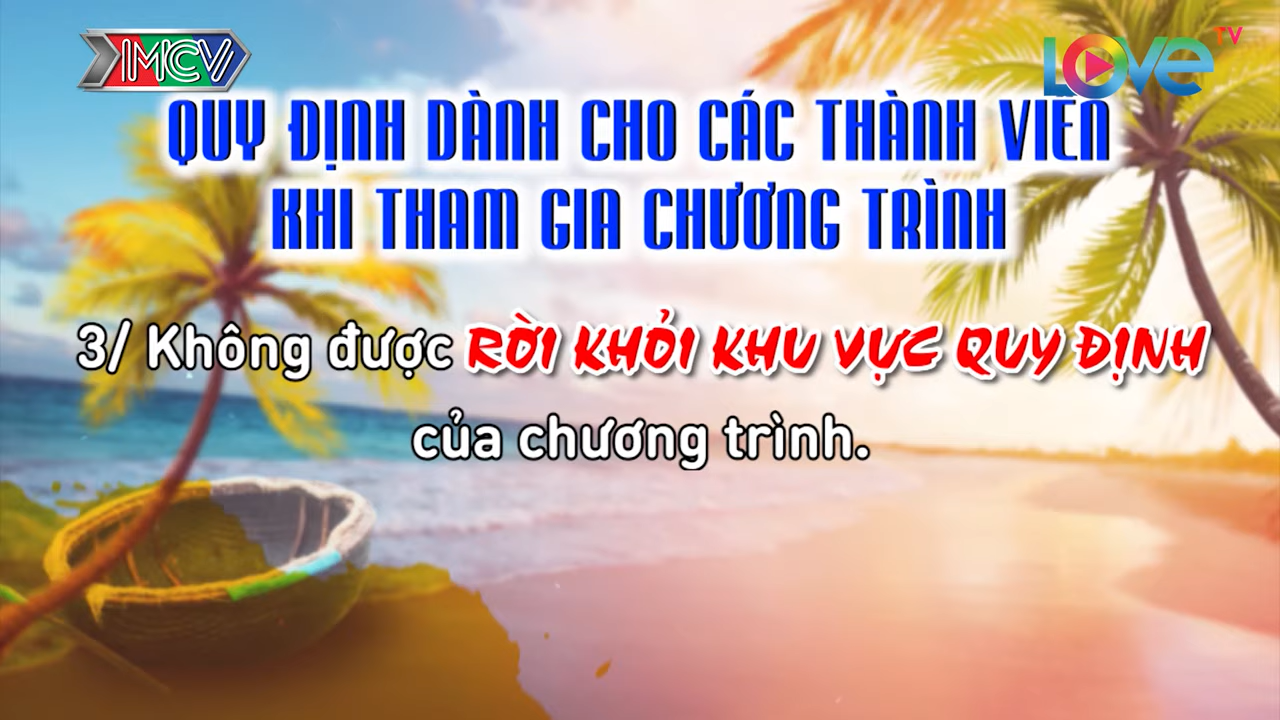 MCV
LOVE TV
QUY ĐỊNH DÀNH CHO CÁC THÀNH VIÊN
KHI THAM GIA CHƯƠNG TRÌNH
3/ Không được RỜI KHỎI KHU VỰC QUY ĐỊNH
của chương trình.